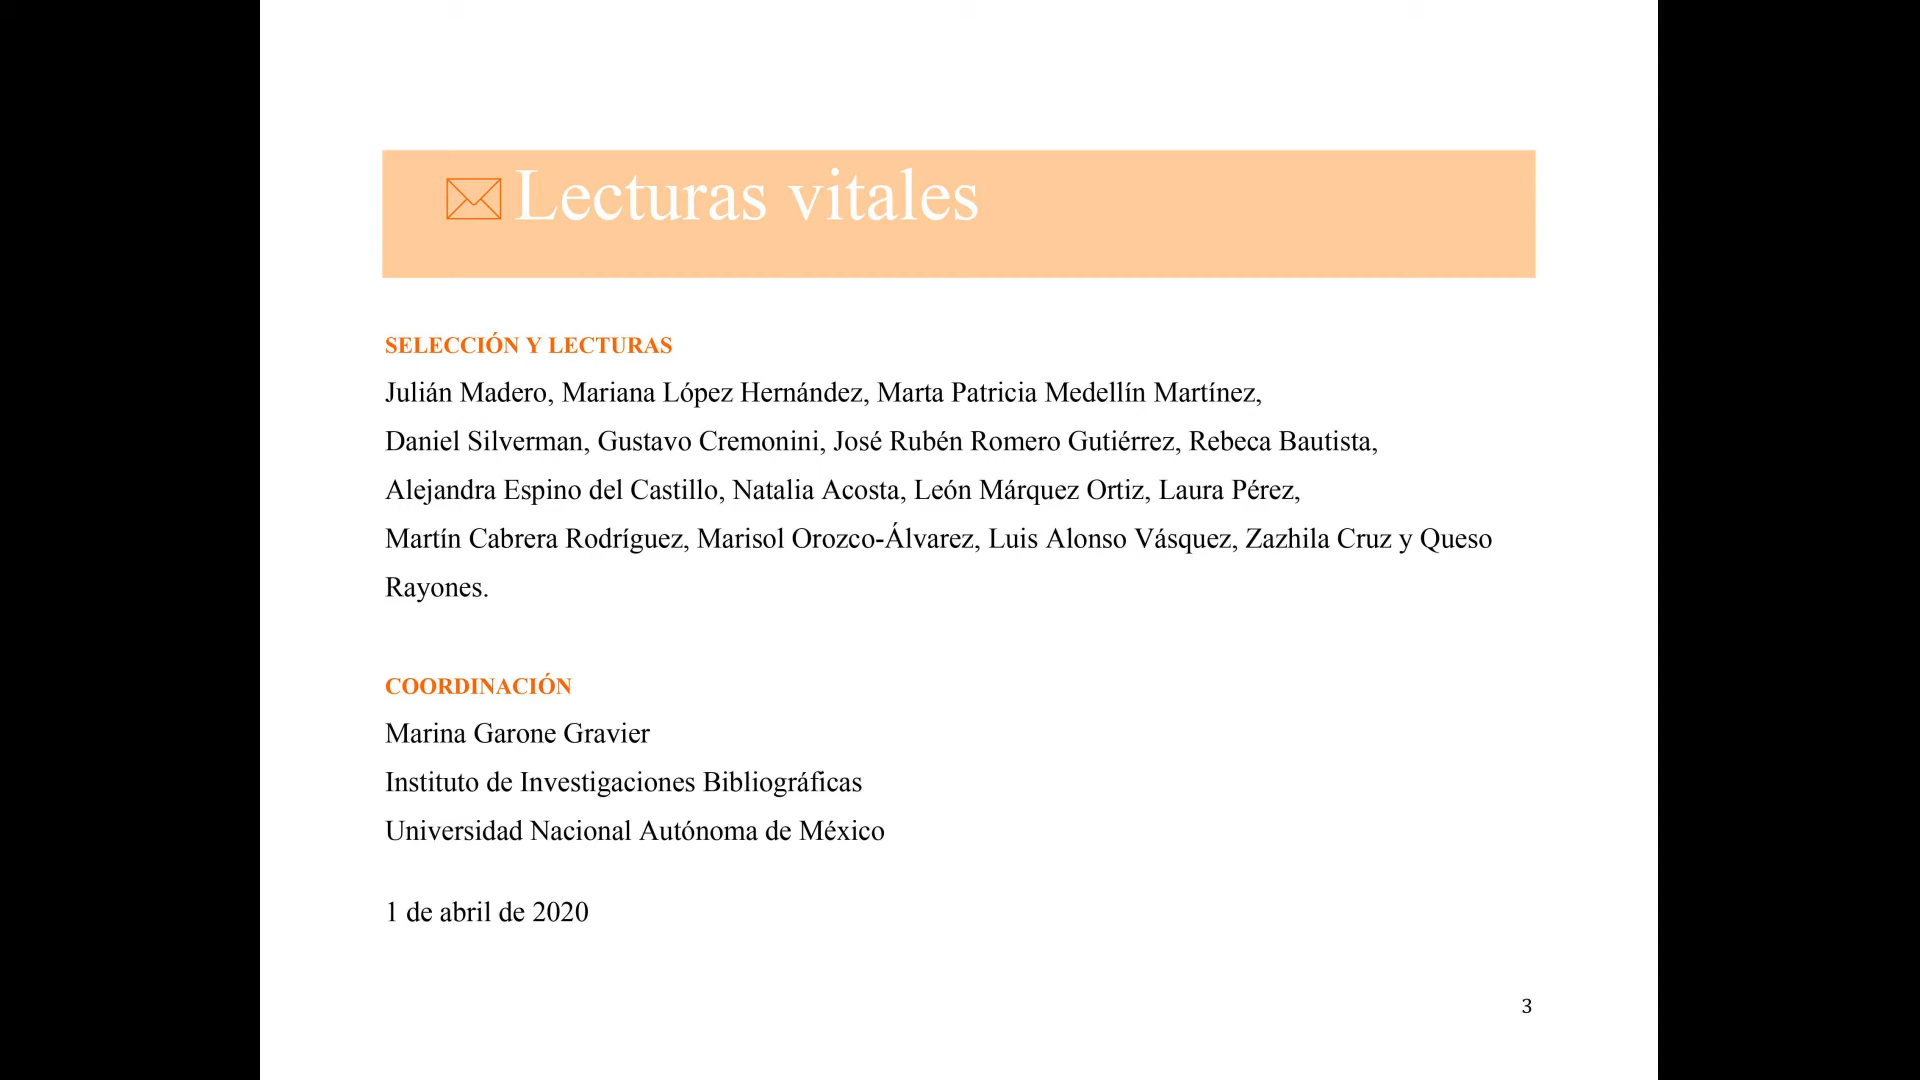 Lecturas vitales
SELECCIÓN Y LECTURAS
Julián Madero, Mariana López Hernández, Marta Patricia Medellín Martínez,
Daniel Silverman, Gustavo Cremonini, José Rubén Romero Gutiérrez, Rebeca Bautista,
Alejandra Espino del Castillo, Natalia Acosta, León Márquez Ortiz, Laura Pérez,
Martín Cabrera Rodríguez, Marisol Orozco-Álvarez, Luis Alonso Vásquez, Zazhila Cruz y Queso
Rayones.
COORDINACIÓN
Marina Garone Gravier
Instituto de Investigaciones Bibliográficas
Universidad Nacional Autónoma de México
1 de abril de 2020
3